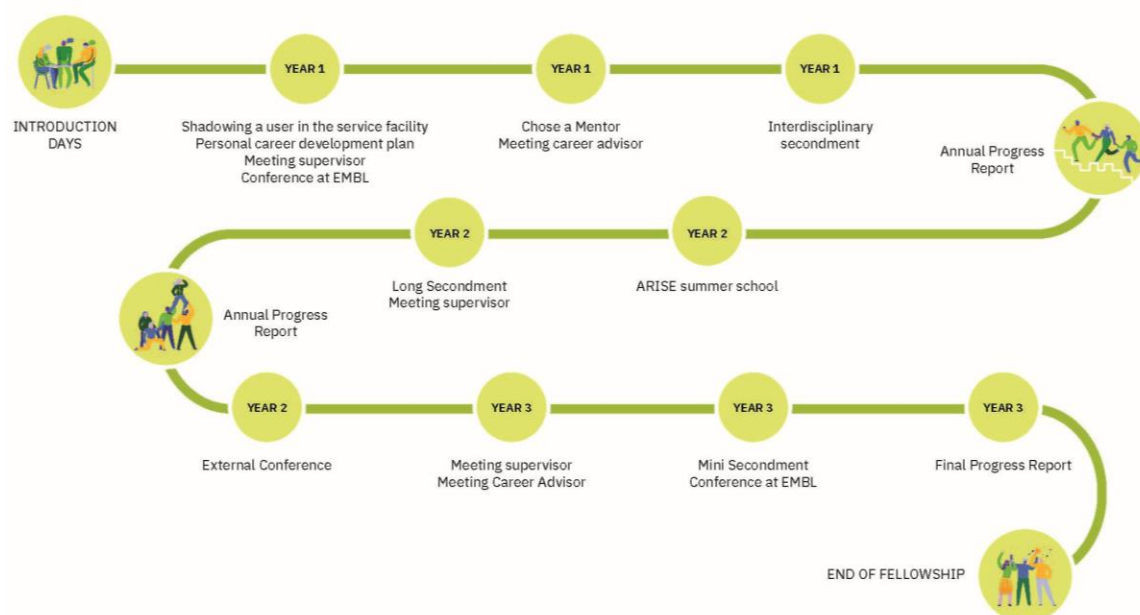 INTRODUCTION
DAYS
YEAR 1
Shadowing a user in the service facility
Personal career development plan
Meeting supervisor
Conference at EMBL
YEAR 1
Chose a Mentor
Meeting career advisor
YEAR 1
Interdisciplinary
secondment
Annual Progress
Report
YEAR 2
ARISE summer school
YEAR 2
Long Secondment
Meeting supervisor
Annual Progress
Report
YEAR 2
External Conference
YEAR 3
Meeting supervisor
Meeting Career Advisor
YEAR 3
Mini Secondment
Conference at EMBL
YEAR 3
Final Progress Report
END OF FELLOWSHIP